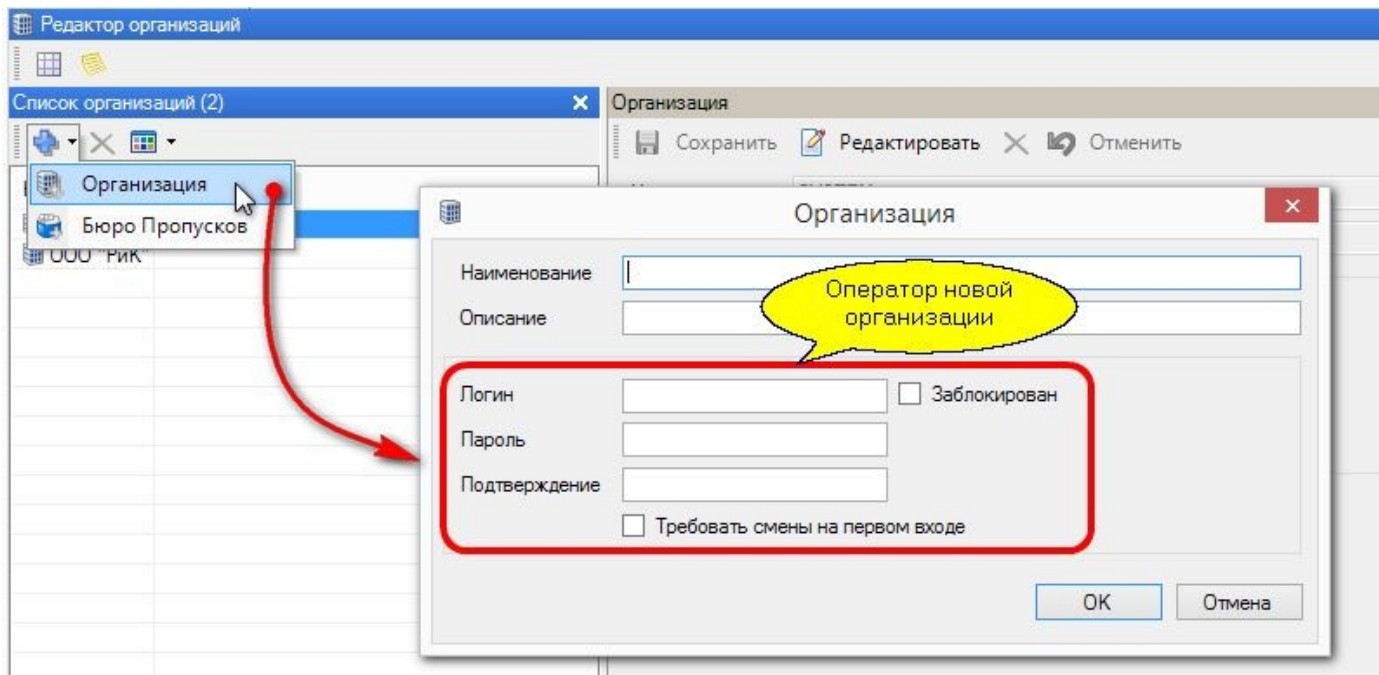 Редактор организаций
Список организаций (2)
Организация
Сохранить Редактировать Отменить
Организация
Бюро Пропусков
ООО "РиК"
Организация
Наименование
Описание
Оператор новой
организации
Логин Заблокирован
Пароль
Подтверждение
Требовать смены на первом входе
OK Отмена